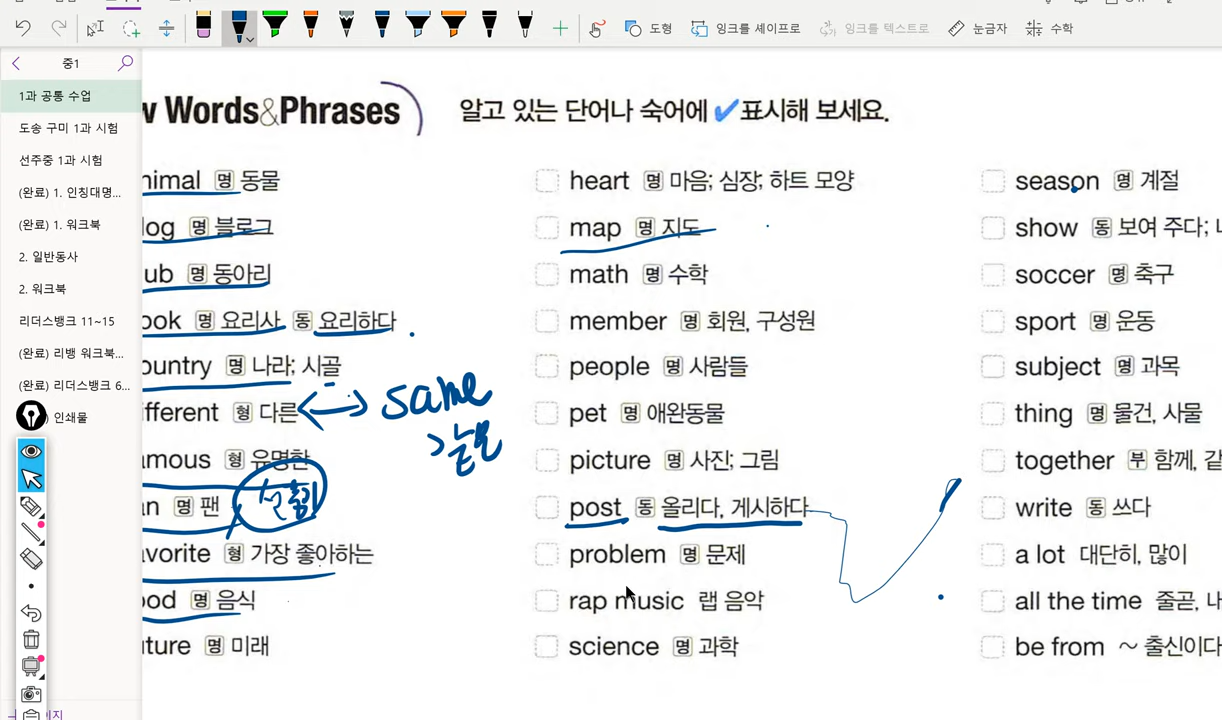 도형
잉크를 셰이프로
잉크를 텍스트로
눈금자
수학
중1
1과 공통 수업
도송 구미 1과 시험
선주중 1과 시험
(완료) 1. 인칭대명...
(완료) 1. 워크북
2. 일반동사
2. 워크북
리더스뱅크 11~15
(완료) 리뱅 워크북...
(완료) 리더스뱅크 6...
인쇄물
w Words&Phrases
알고 있는 단어나 숙어에 ✔표시해 보세요.
nimal 명 동물
log 명 블로그
ub 명 동아리
ook 명 요리사 동 요리하다
ountry 명 나라; 시골
ifferent 형 다른
same
같은
amous 형 유명한
an 명 팬
avorite 형 가장 좋아하는
ood 명 음식
uture 명 미래
heart 명 마음; 심장; 하트 모양
map 명 지도
math 명 수학
member 명 회원, 구성원
people 명 사람들
pet 명 애완동물
picture 명 사진; 그림
post 동 올리다, 게시하다
problem 명 문제
rap music 랩 음악
science 명 과학
season 명 계절
show 동 보여 주다;
soccer 명 축구
sport 명 운동
subject 명 과목
thing 명 물건, 사물
together 부 함께, 같
write 동 쓰다
a lot 대단히, 많이
all the time 줄곧, 내
be from ~ 출신이다